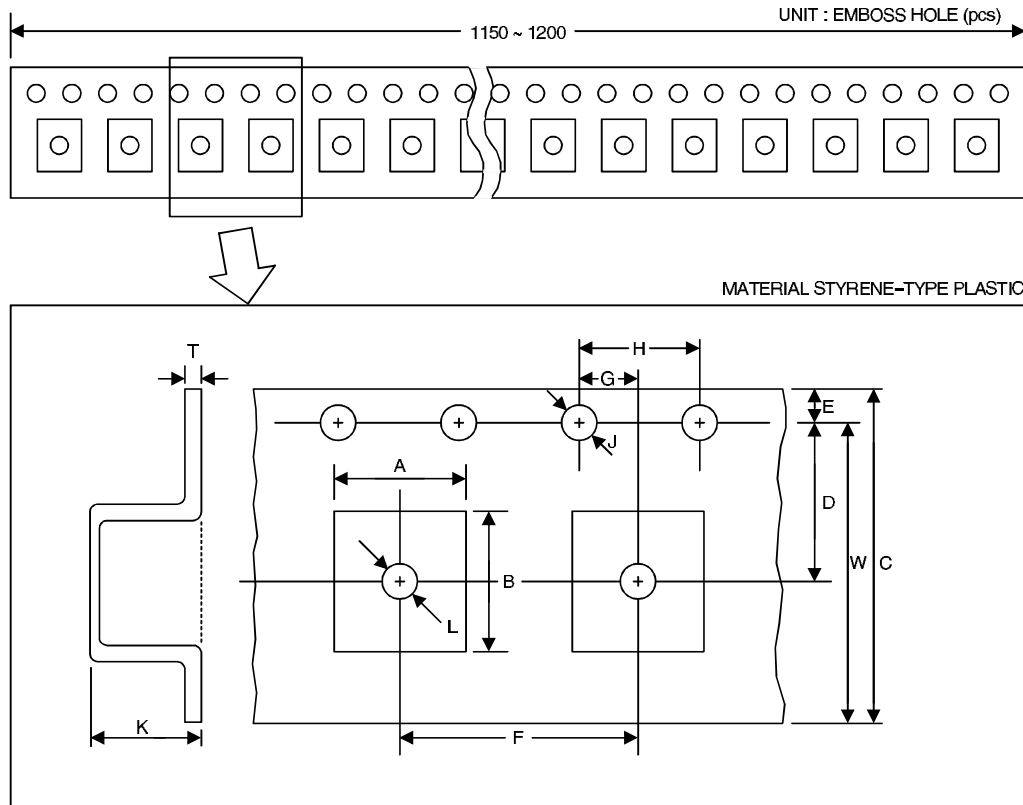 UNIT : EMBOSS HOLE (pcs)
1150 ~ 1200
MATERIAL STYRENE-TYPE PLASTIC
T
H
G
E
J
A
D
B
W
C
L
K
F